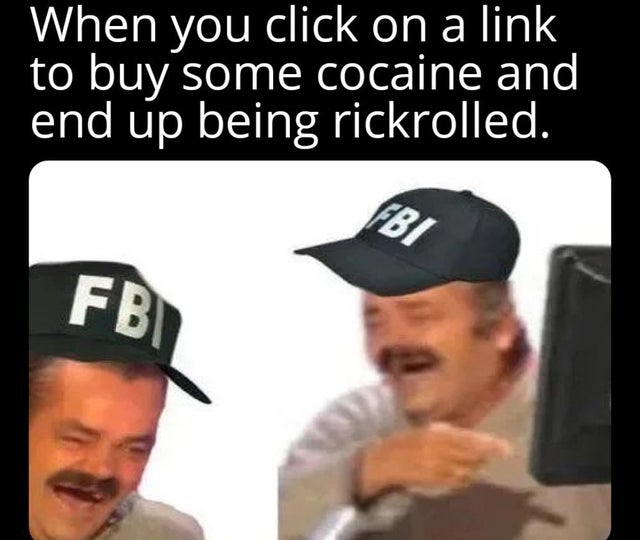 When you click on a link
to buy some cocaine and
end up being rickrolled.
FBI
FBI